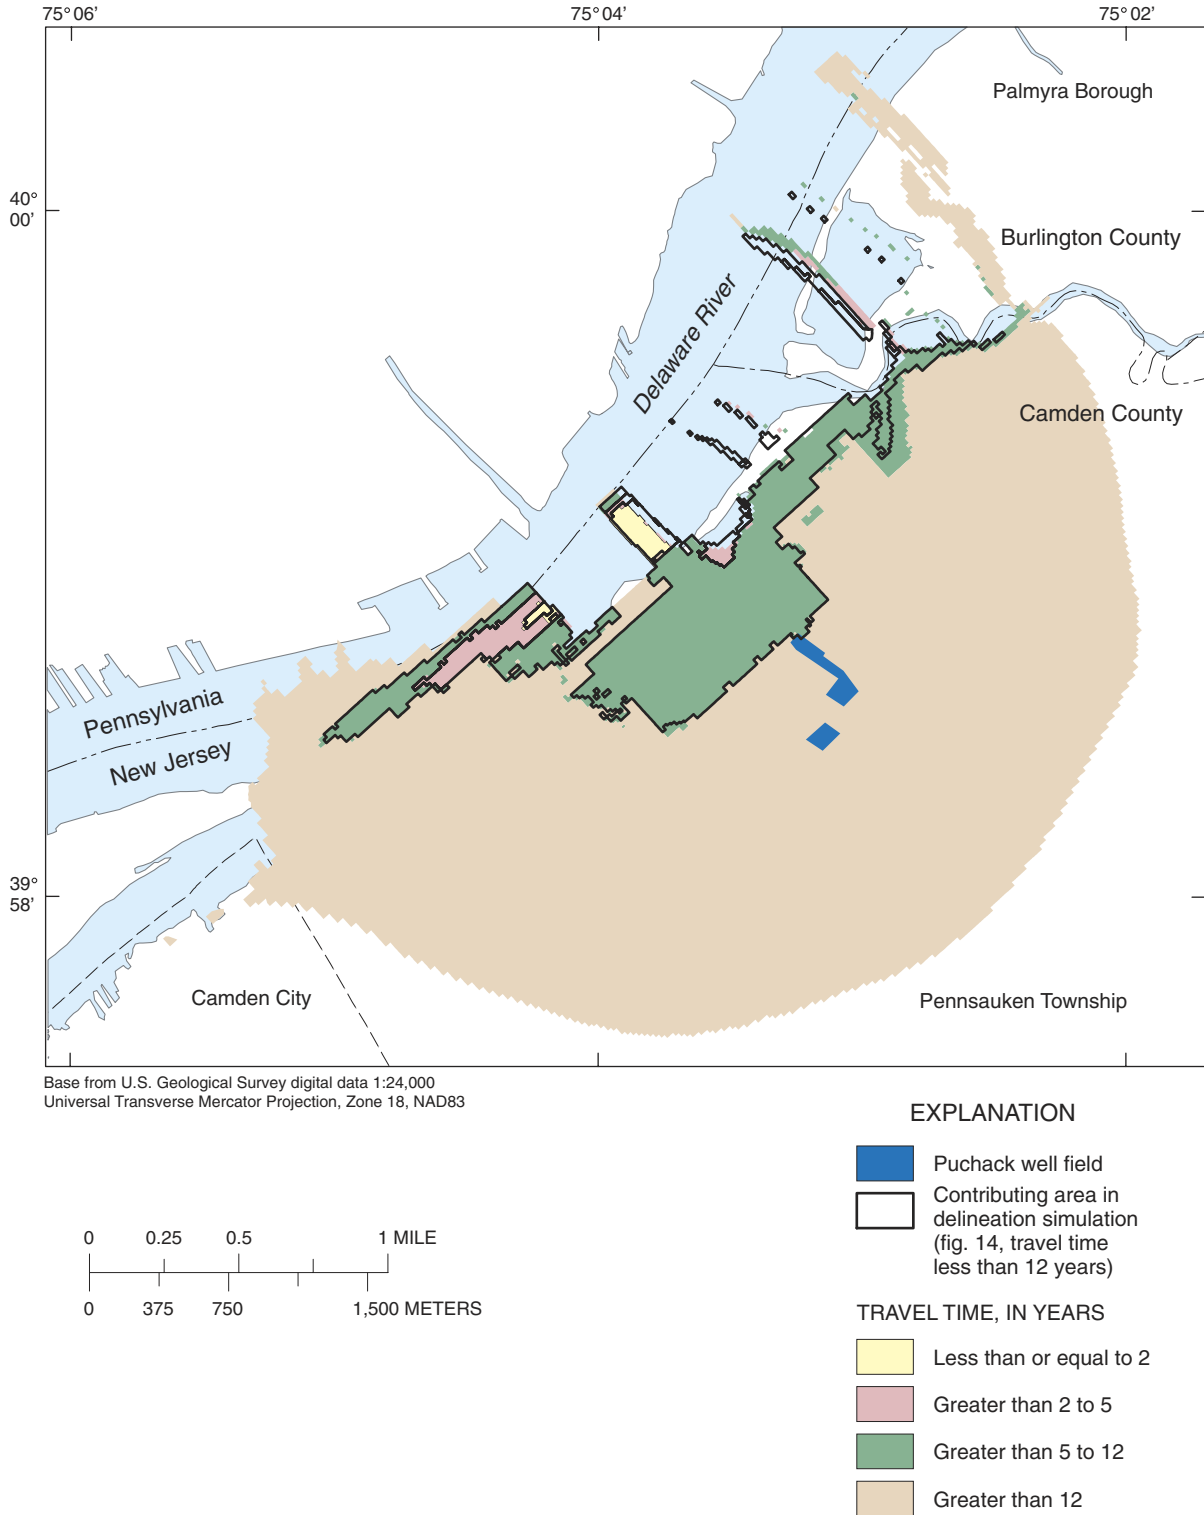 75° 06’
75° 04’
75° 02’
Palmyra Borough
40°
00’
Burlington County
Delaware River
Camden County
Pennsylvania
New Jersey
39°
58’
Camden City
Pennsauken Township
Base from U.S. Geological Survey digital data 1:24,000
Universal Transverse Mercator Projection, Zone 18, NAD83
0 0.25 0.5 1 MILE
0 375 750 1,500 METERS
EXPLANATION
Puchack well field
Contributing area in
delineation simulation
(fig. 14, travel time
less than 12 years)
TRAVEL TIME, IN YEARS
Less than or equal to 2
Greater than 2 to 5
Greater than 5 to 12
Greater than 12